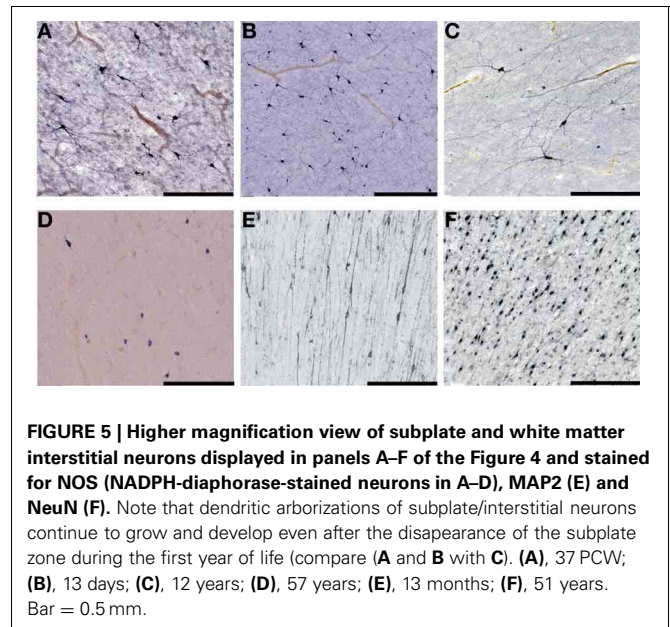 A
B
C
D
E
F
FIGURE 5 | Higher magnification view of subplate and white matter
interstitial neurons displayed in panels A–F of the Figure 4 and stained
for NOS (NADPH-diaphorase-stained neurons in A–D), MAP2 (E) and
NeuN (F). Note that dendritic arborizations of subplate/interstitial neurons
continue to grow and develop even after the disapearance of the subplate
zone during the first year of life (compare (A and B with C). (A), 37 PCW;
(B), 13 days; (C), 12 years; (D), 57 years; (E), 13 months; (F), 51 years.
Bar = 0.5 mm.